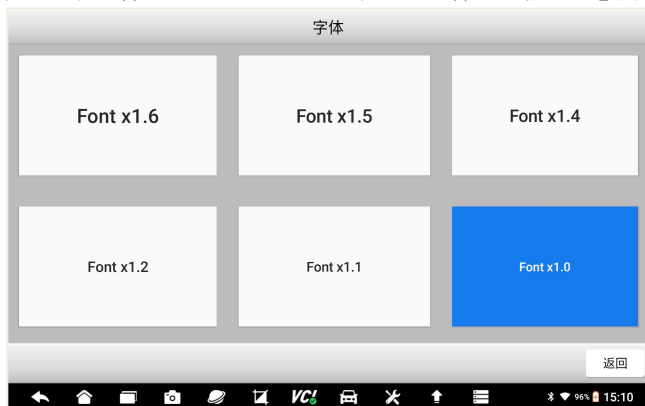 字体
Font x1.6
Font x1.5
Font x1.4
Font x1.2
Font x1.1
Font x1.0
返回
VC!
96%
15:10